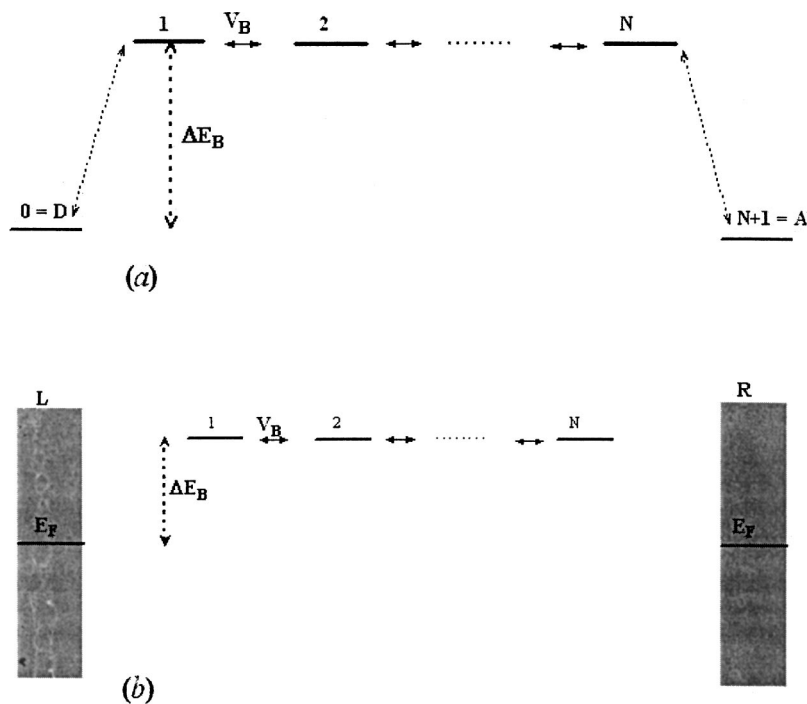 1 V_B 2 ........ N
ΔE_B
0 = D N+1 = A
(a)
L R
1 V_B 2 ........ N
ΔE_B
E_F E_F
(b)